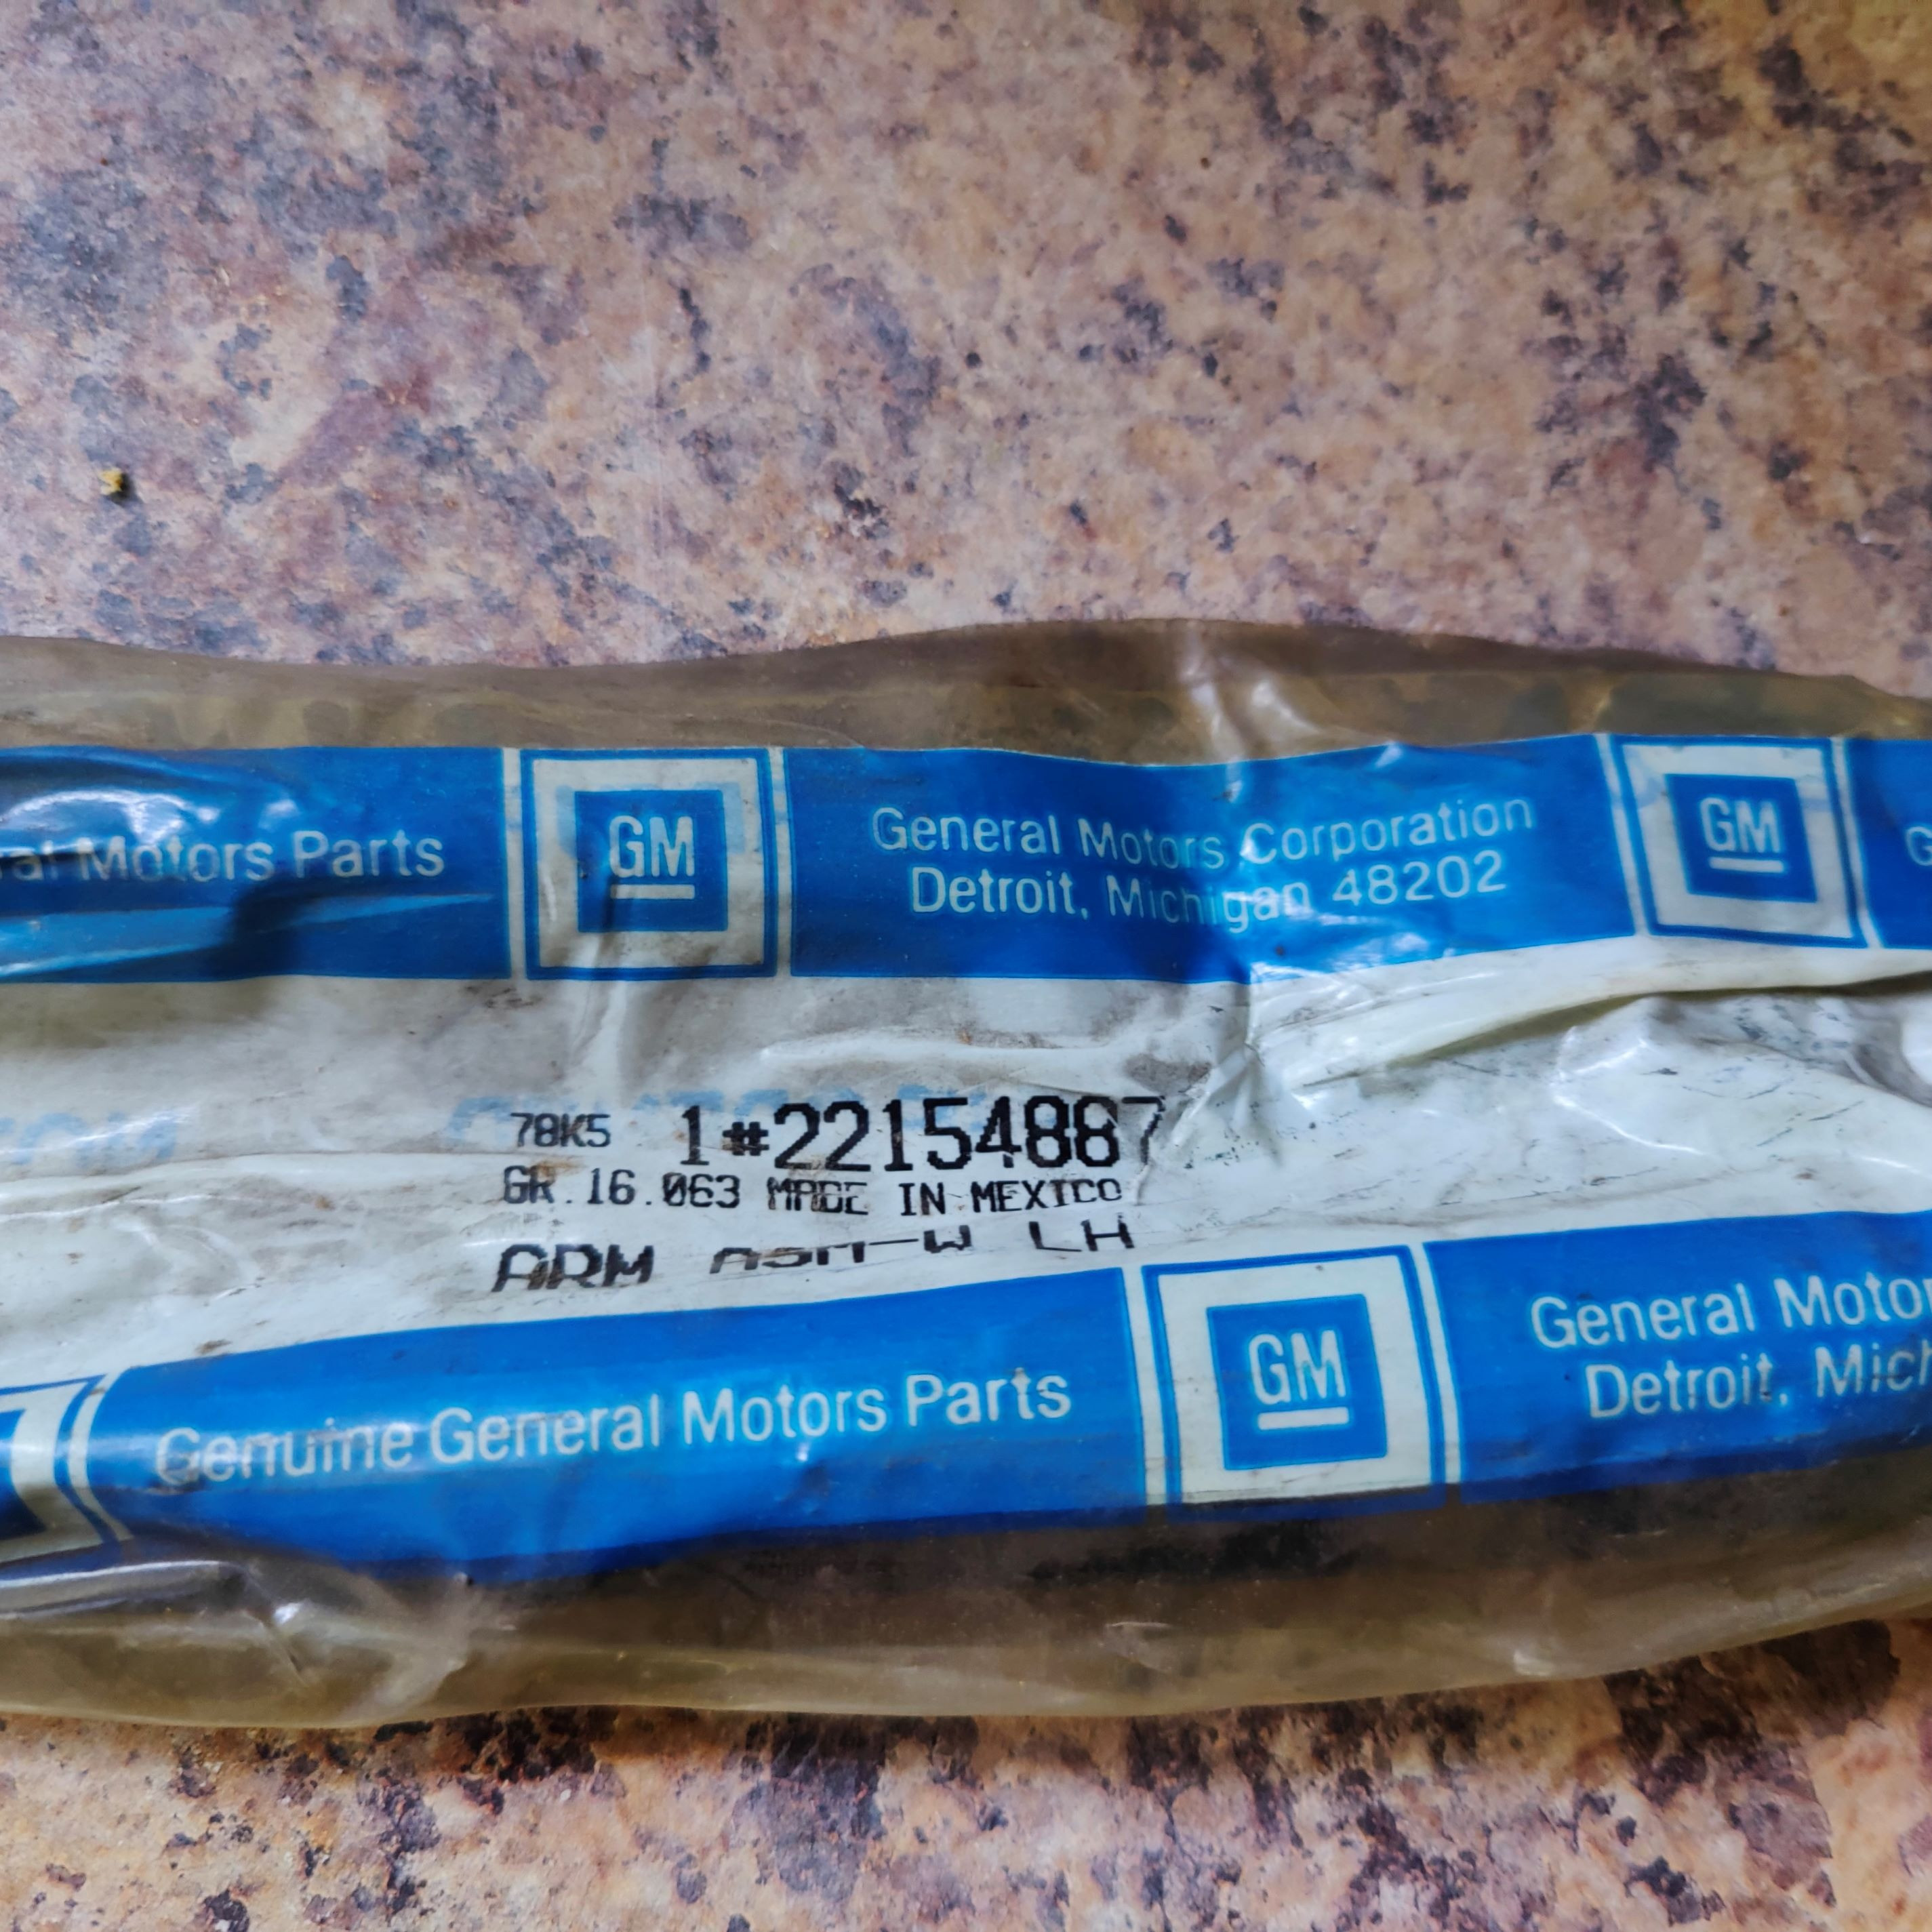 Motors Parts
GM
General Motors Corporation
Detroit, Michigan 48202
GM
G
78K5 1#22154887
GR.16.063 MADE IN MEXICO
ARM ASM-W LH
Genuine General Motors Parts
GM
General Motor
Detroit, Mich